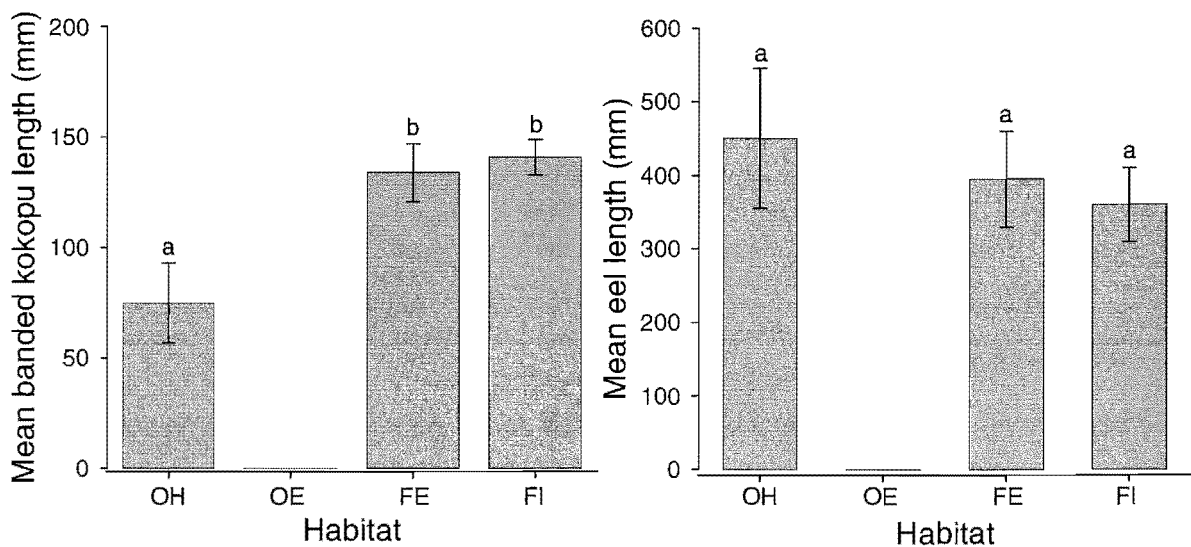 Mean banded kokopu length (mm)
200
150
100
50
0
a
b
b
OH
OE
FE
FI
Habitat
Mean eel length (mm)
600
500
400
300
400
100
0
a
a
a
OH
OE
FE
FI
Habitat